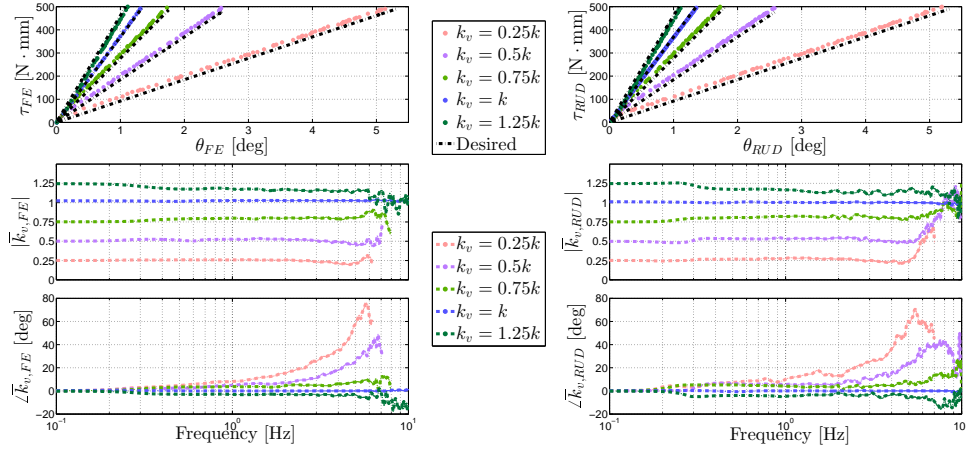 500
400
300
200
100
0
τ_FE [N · mm]
0 1 2 3 4 5
θ_FE [deg]
k_v = 0.25k
k_v = 0.5k
k_v = 0.75k
k_v = k
k_v = 1.25k
Desired
500
400
300
200
100
0
τ_RUD [N · mm]
0 1 2 3 4 5
θ_RUD [deg]
1.25
1
0.75
0.5
0.25
0
|k̅_v,FE|
1.25
1
0.75
0.5
0.25
0
|k̅_v,RUD|
k_v = 0.25k
k_v = 0.5k
k_v = 0.75k
k_v = k
k_v = 1.25k
80
60
40
20
0
−20
∠k̅_v,FE [deg]
10^−1 10^0 10^1
Frequency [Hz]
80
60
40
20
0
−20
∠k̅_v,RUD [deg]
10^−1 10^0 10^1
Frequency [Hz]